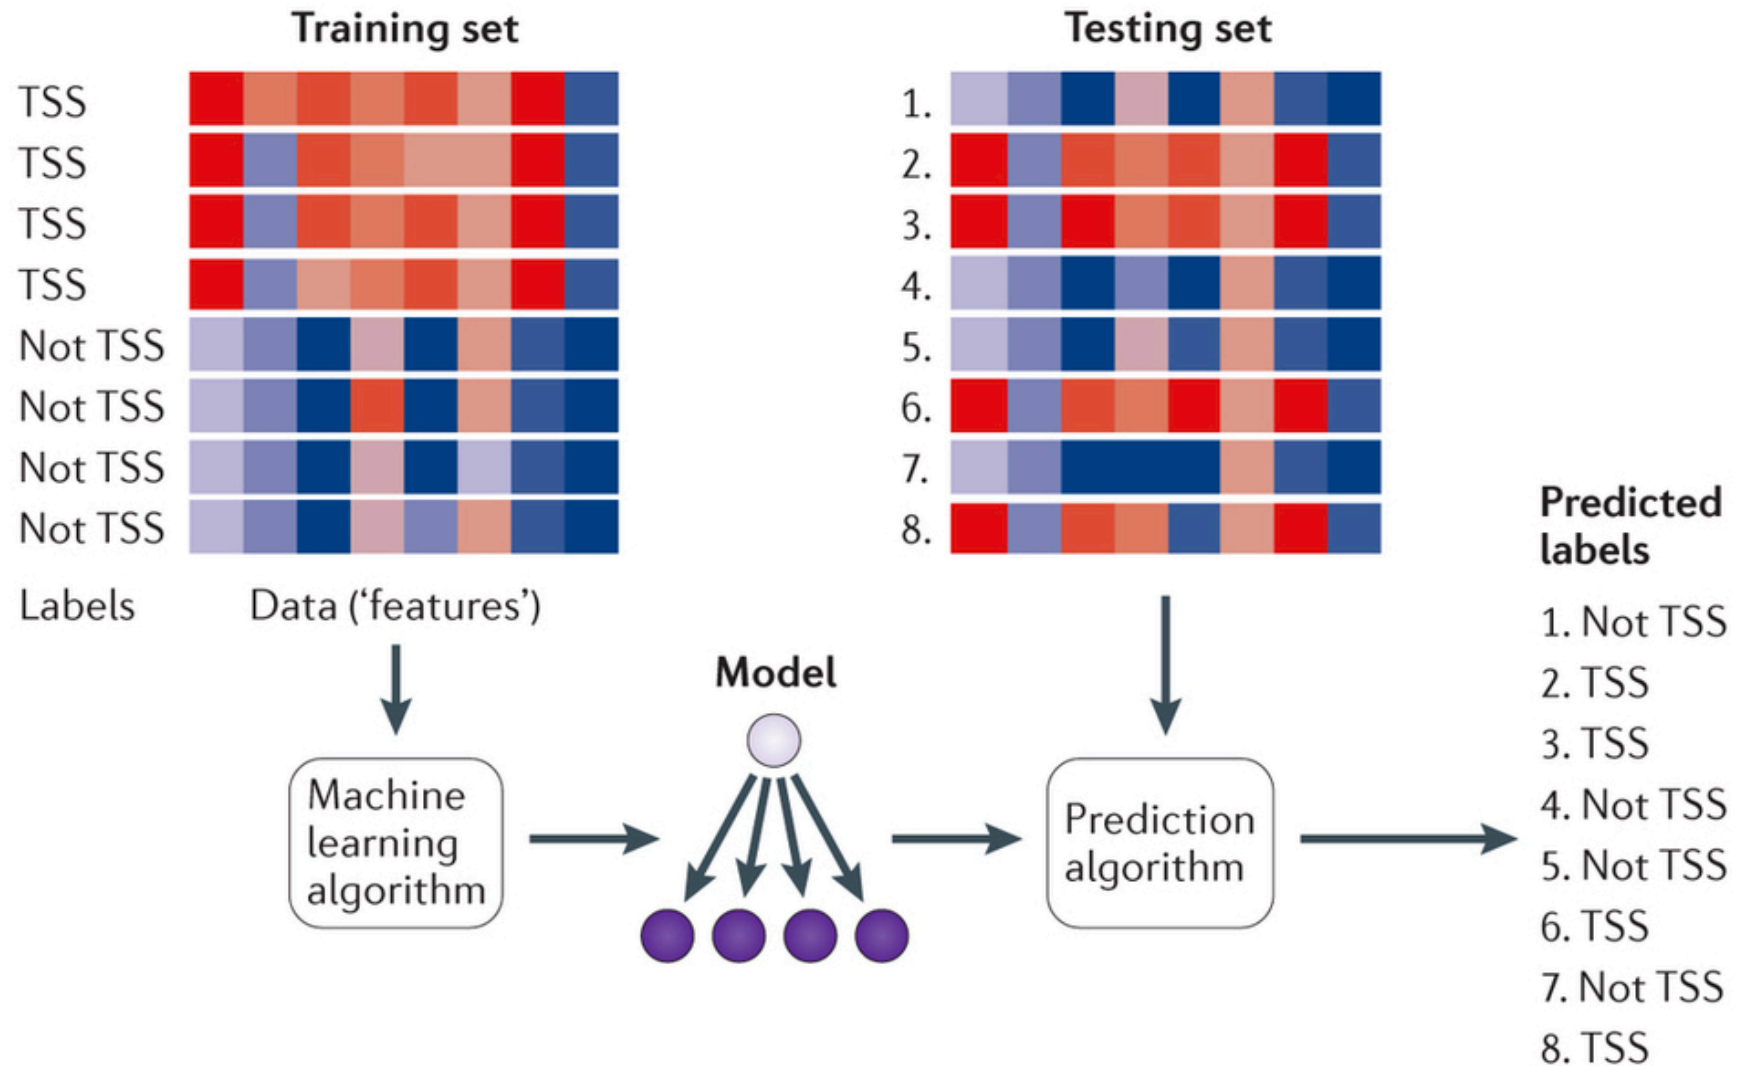 Training set
TSS
TSS
TSS
TSS
Not TSS
Not TSS
Not TSS
Not TSS
Labels
Data (‘features’)
Machine
learning
algorithm
Model
Testing set
1.
2.
3.
4.
5.
6.
7.
8.
Prediction
algorithm
Predicted
labels
1. Not TSS
2. TSS
3. TSS
4. Not TSS
5. Not TSS
6. TSS
7. Not TSS
8. TSS